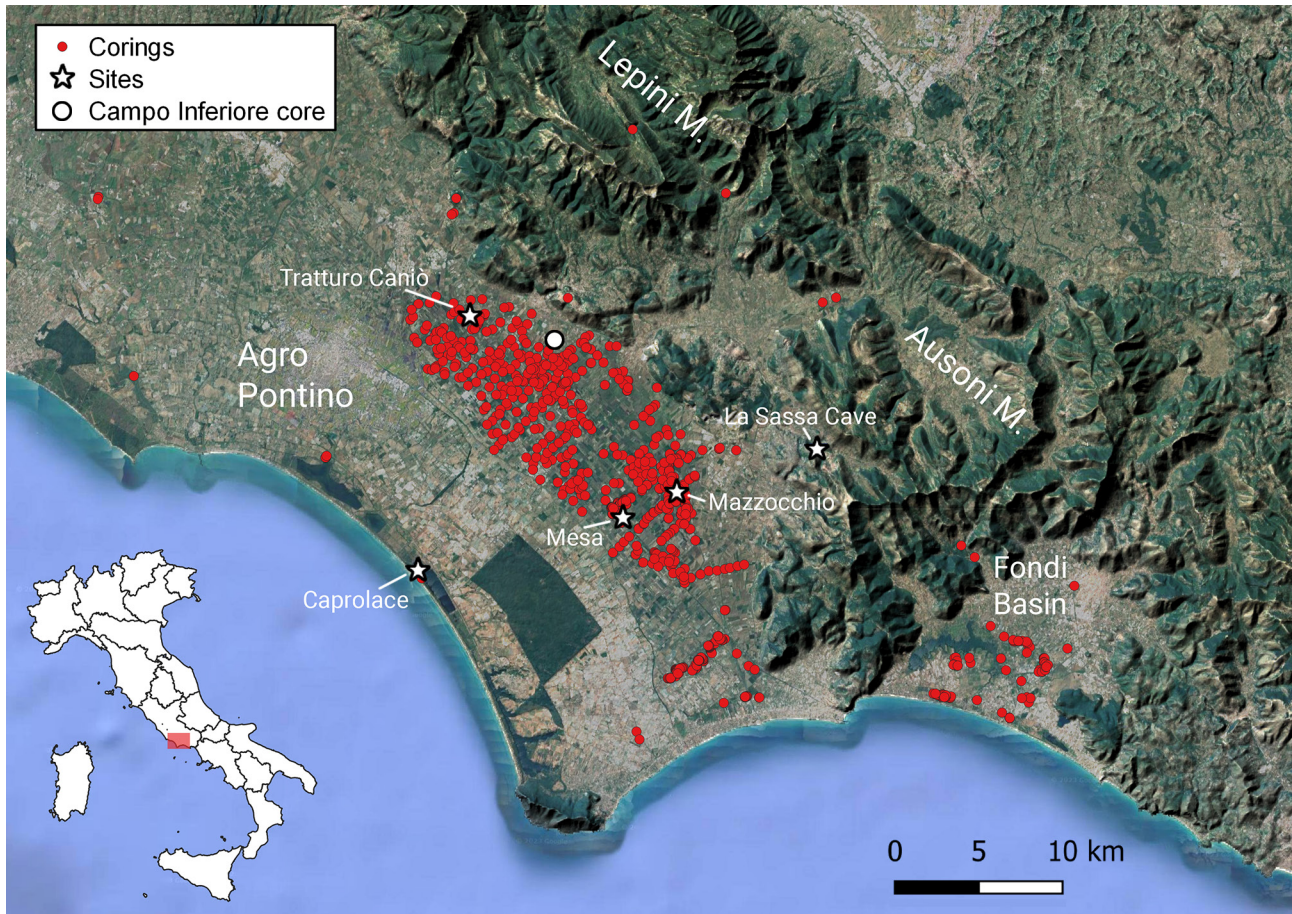 Corings
Sites
Campo Inferiore core
Lepini M.
Tratturo Caniò
Agro
Pontino
Ausoni M.
La Sassa Cave
Mazzocchio
Mesa
Caprolace
Fondi
Basin
0 5 10 km